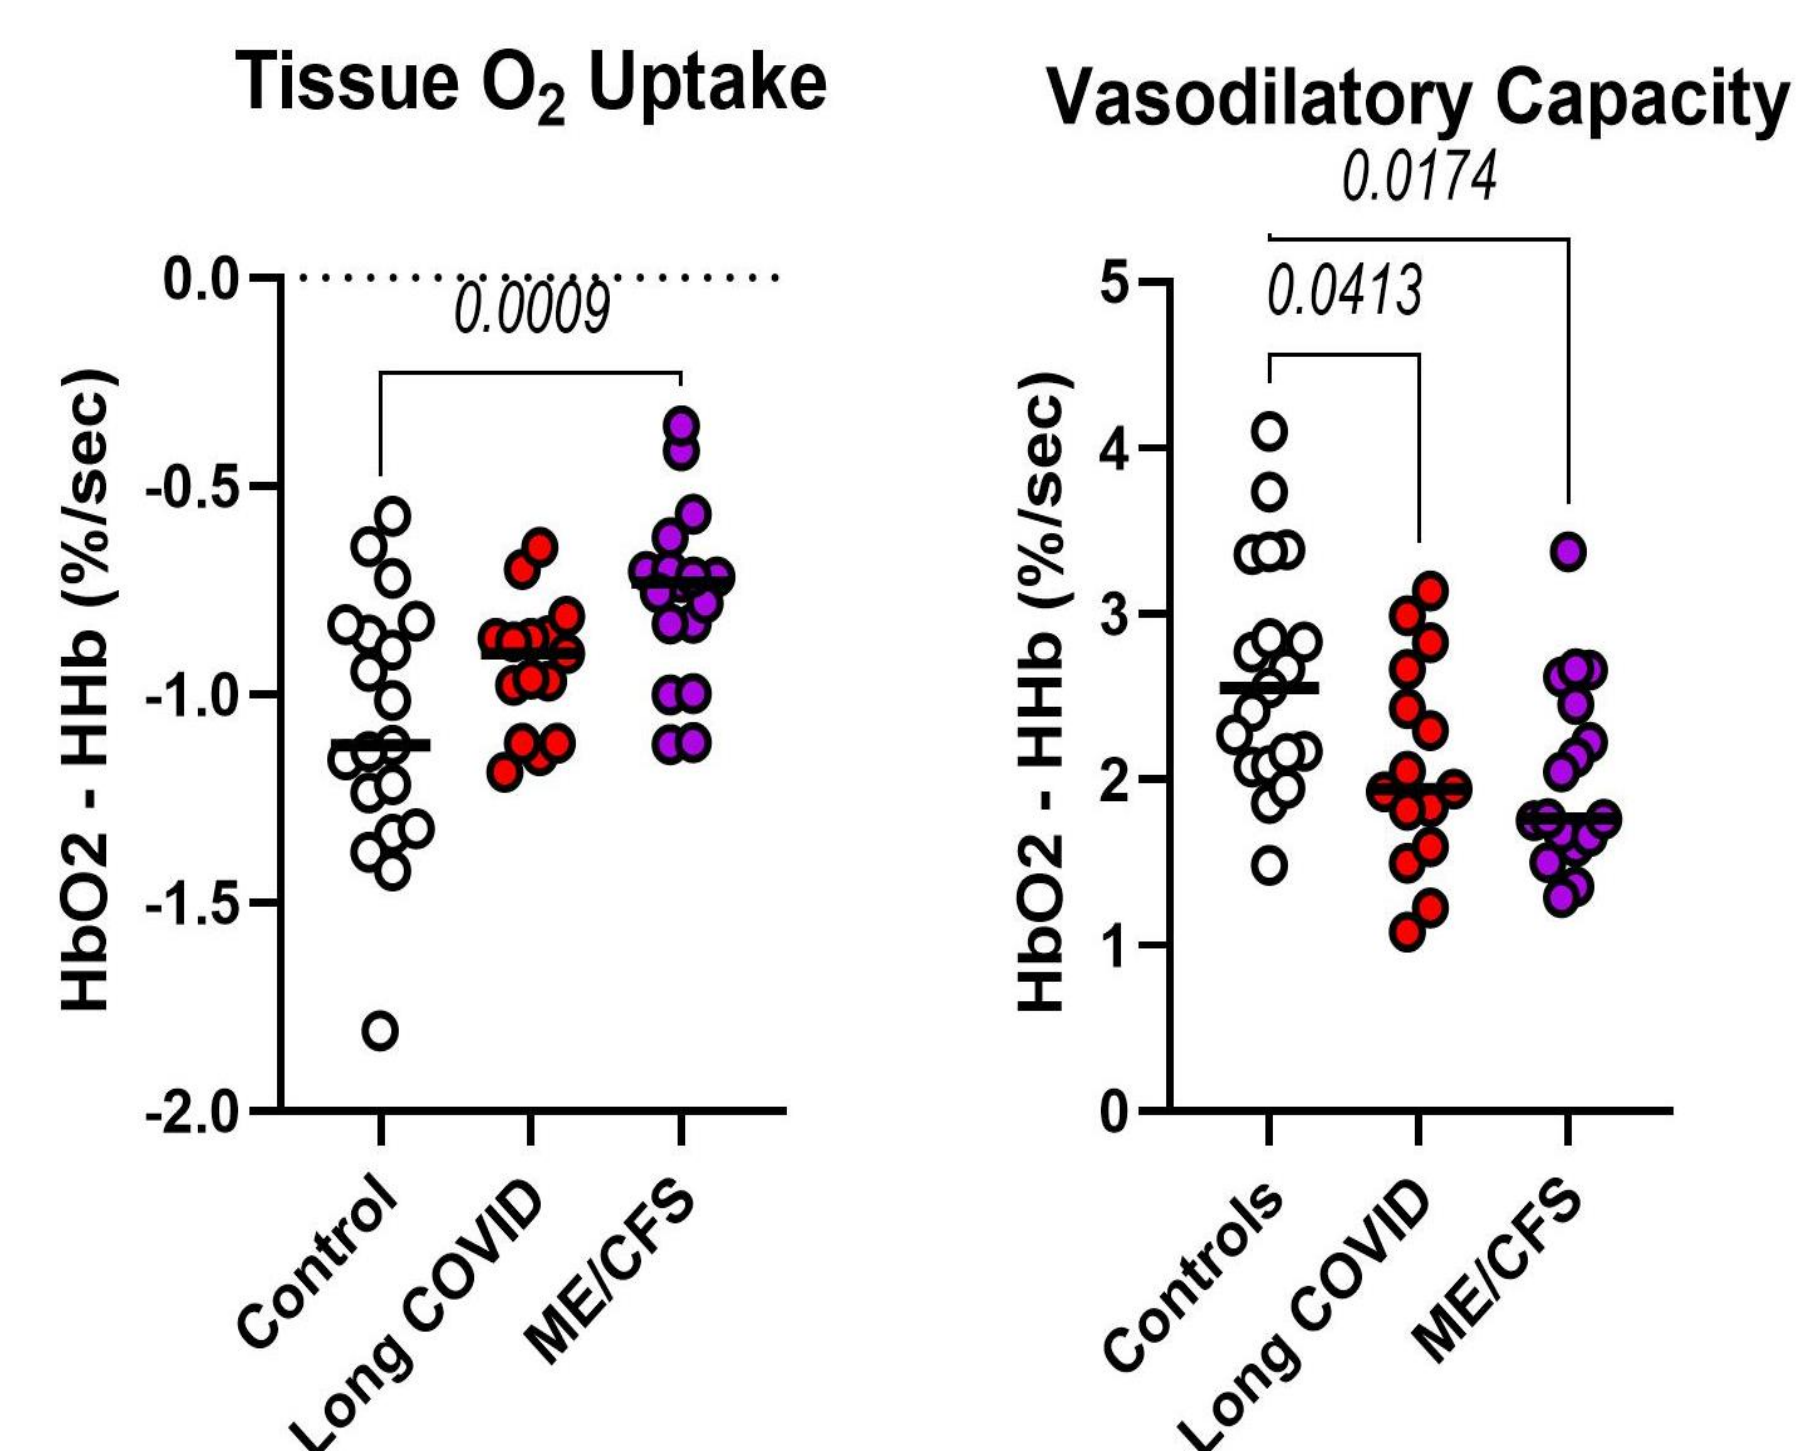 Tissue O₂ Uptake
HbO2 - HHb (%/sec)
0.0
-0.5
-1.0
-1.5
-2.0
0.0009
Control
Long COVID
ME/CFS
Vasodilatory Capacity
HbO2 - HHb (%/sec)
5
4
3
2
1
0
0.0174
0.0413
Controls
Long COVID
ME/CFS